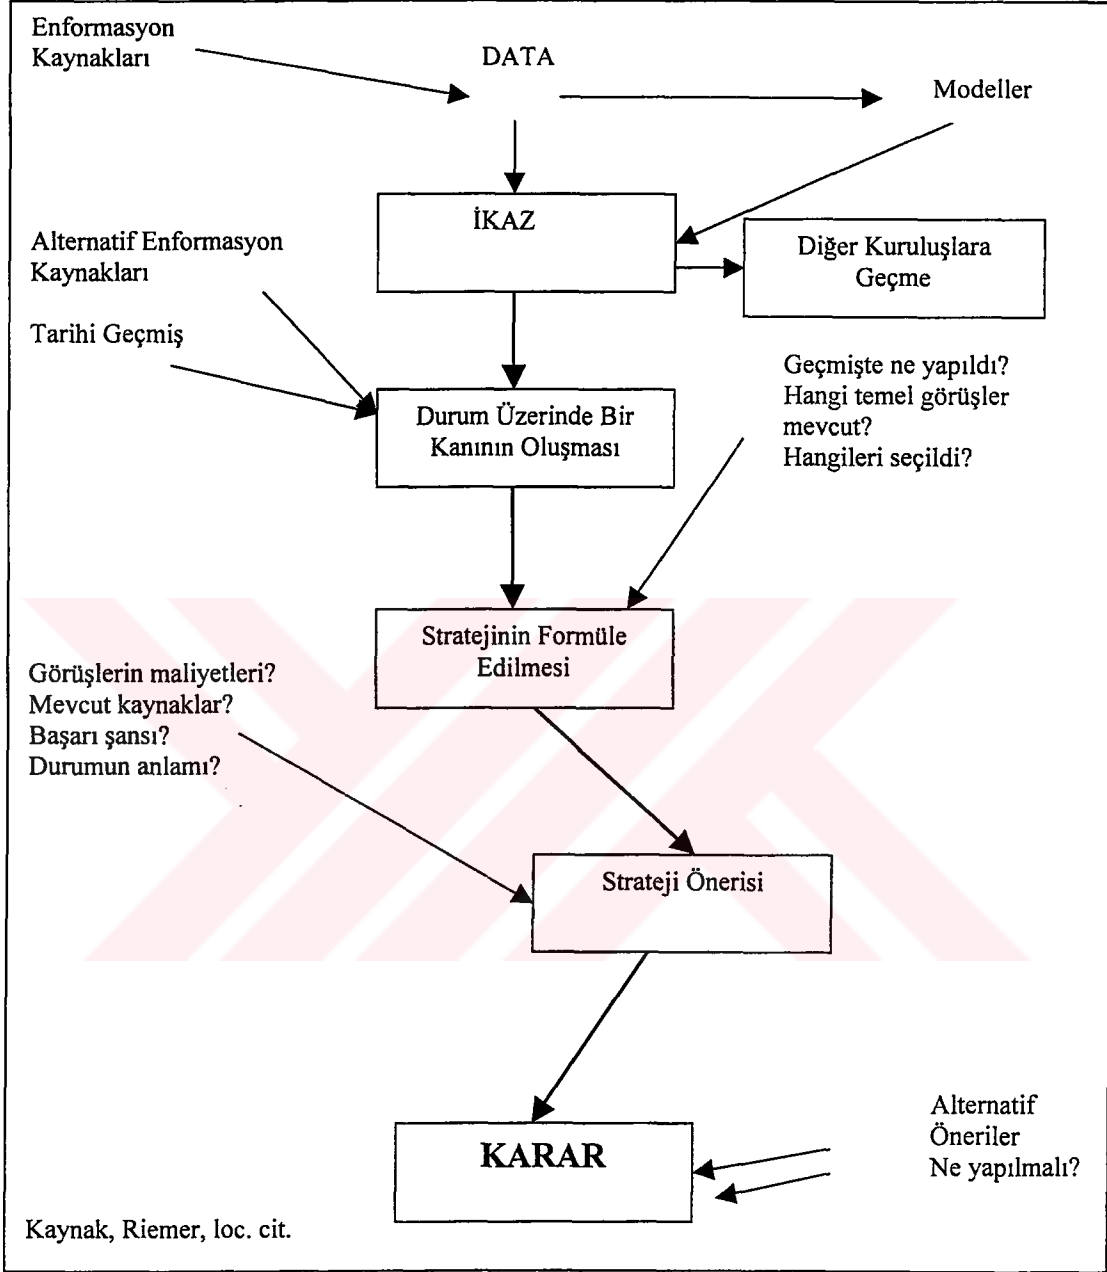 Enformasyon
Kaynakları
DATA
Modeller
İKAZ
Alternatif Enformasyon
Kaynakları
Diğer Kuruluşlara
Geçme
Tarihi Geçmiş
Geçmişte ne yapıldı?
Hangi temel görüşler
mevcut?
Hangileri seçildi?
Durum Üzerinde Bir
Kanının Oluşması
Stratejinin Formüle
Edilmesi
Görüşlerin maliyetleri?
Mevcut kaynaklar?
Başarı şansı?
Durumun anlamı?
Strateji Önerisi
Alternatif
Öneriler
Ne yapılmalı?
KARAR
Kaynak, Riemer, loc. cit.